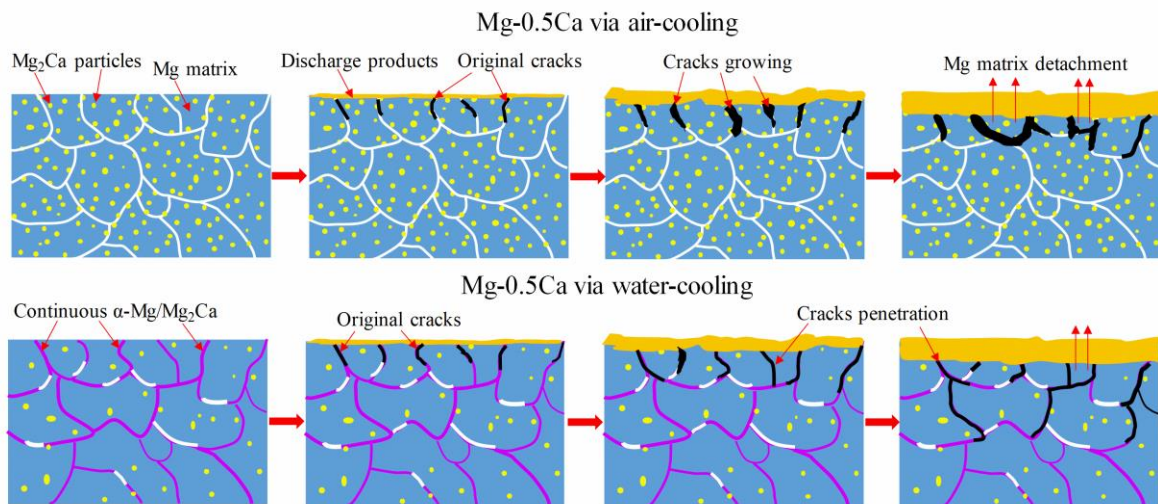 Mg-0.5Ca via air-cooling
Mg₂Ca particles
Mg matrix
Discharge products
Original cracks
Cracks growing
Mg matrix detachment
Mg-0.5Ca via water-cooling
Continuous α-Mg/Mg₂Ca
Original cracks
Cracks penetration